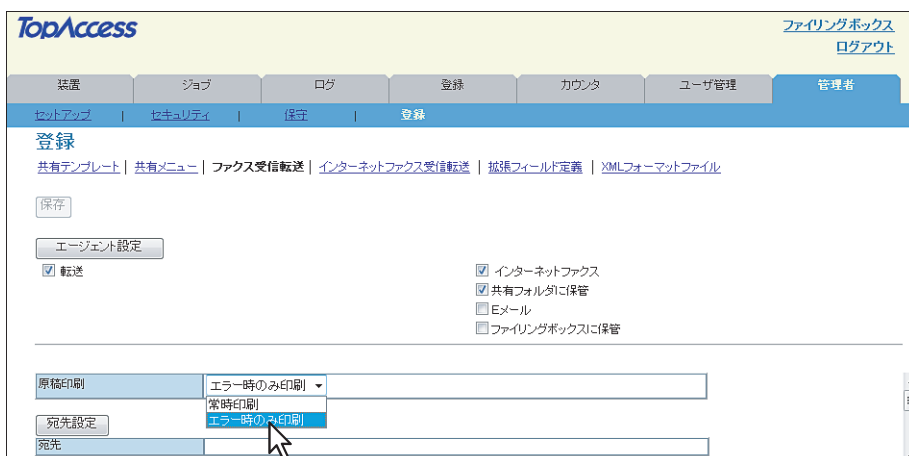 TopAccess
ファイリングボックス
ログアウト
装置 ジョブ ログ 登録 カウンタ ユーザ管理 管理者
セットアップ | セキュリティ | 保守 | 登録
登録
共有テンプレート | 共有メニュー | ファクス受信転送 | インターネットファクス受信転送 | 拡張フィールド定義 | XMLフォーマットファイル
保存
エージェント設定
転送
インターネットファクス
共有フォルダに保管
Eメール
ファイリングボックスに保管
原稿印刷 エラー時のみ印刷
常時印刷
エラー時のみ印刷
宛先設定
宛先